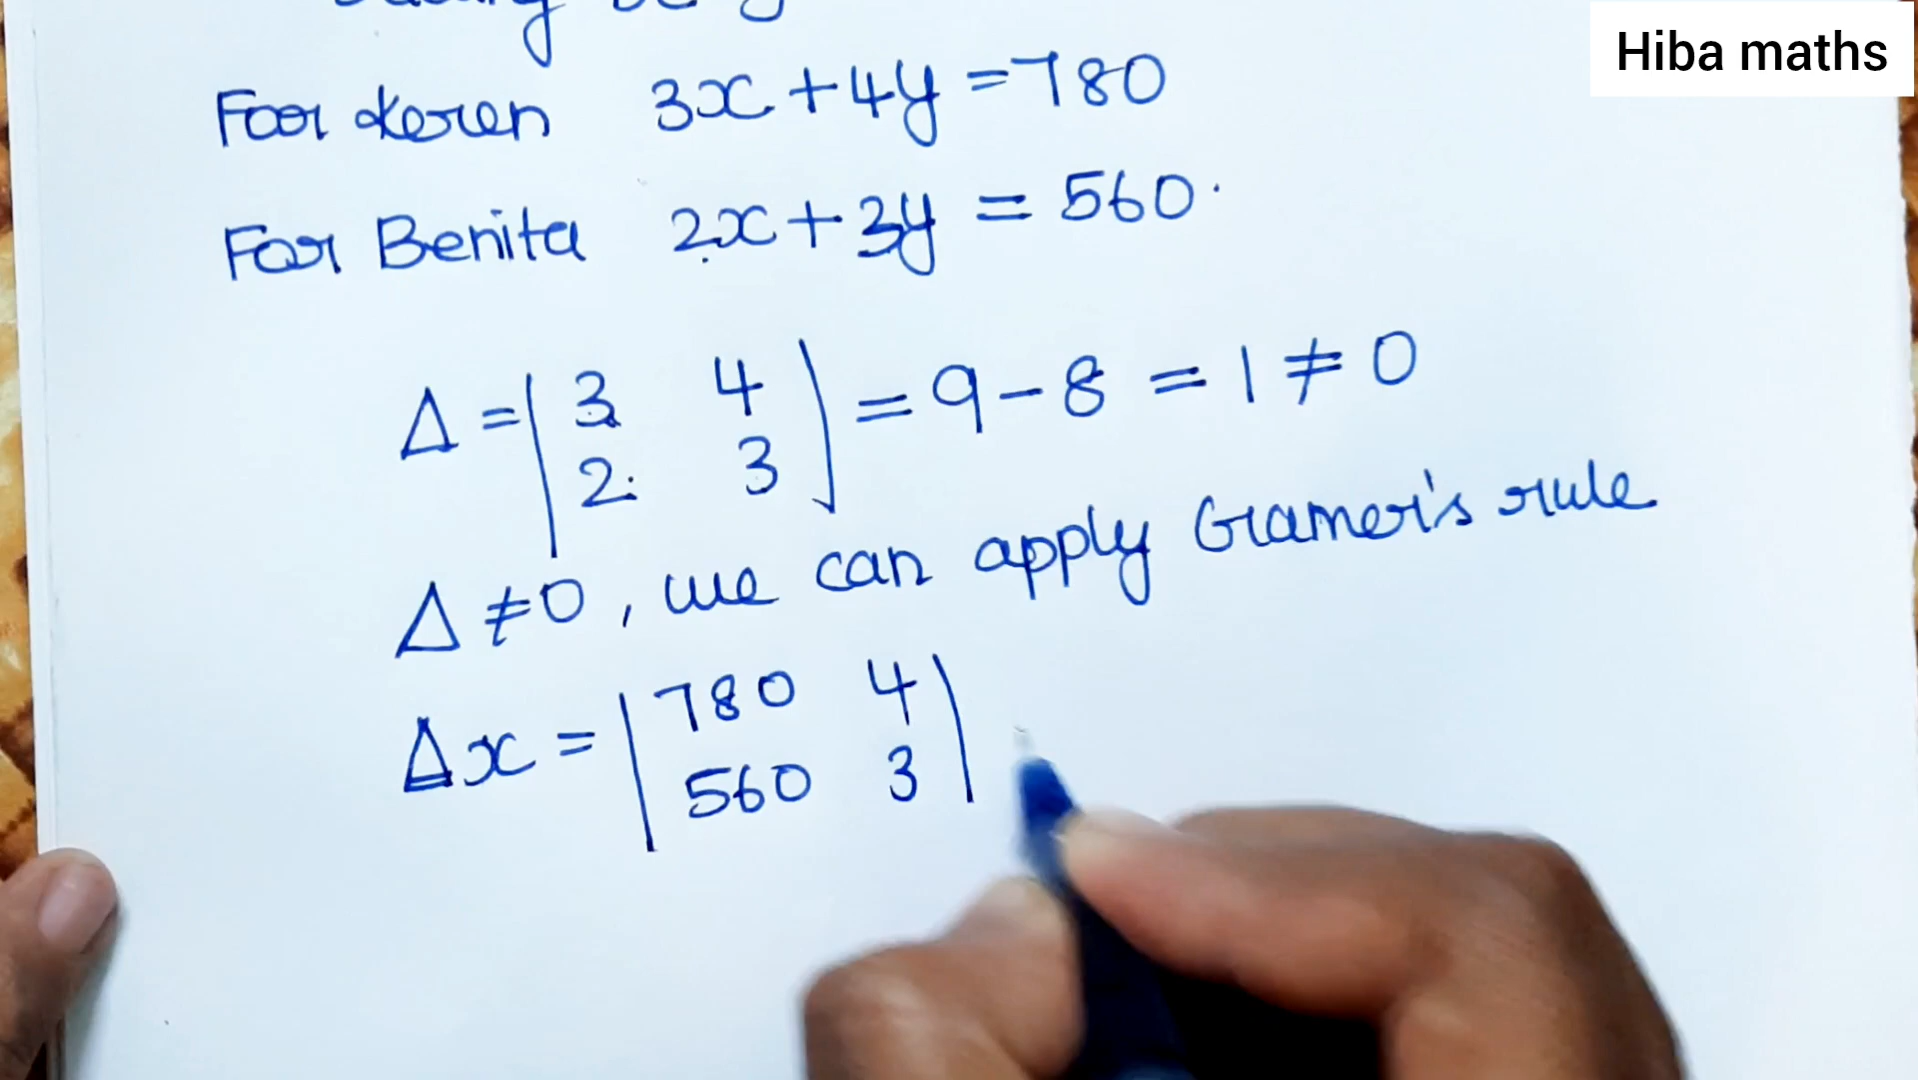 Hiba maths
For Keren 3x + 4y = 780
For Benita 2x + 3y = 560.
Δ = | 3 4 | = 9 - 8 = 1 ≠ 0
2 3
Δ ≠ 0, we can apply Cramer's rule
Δx = | 780 4 |
560 3